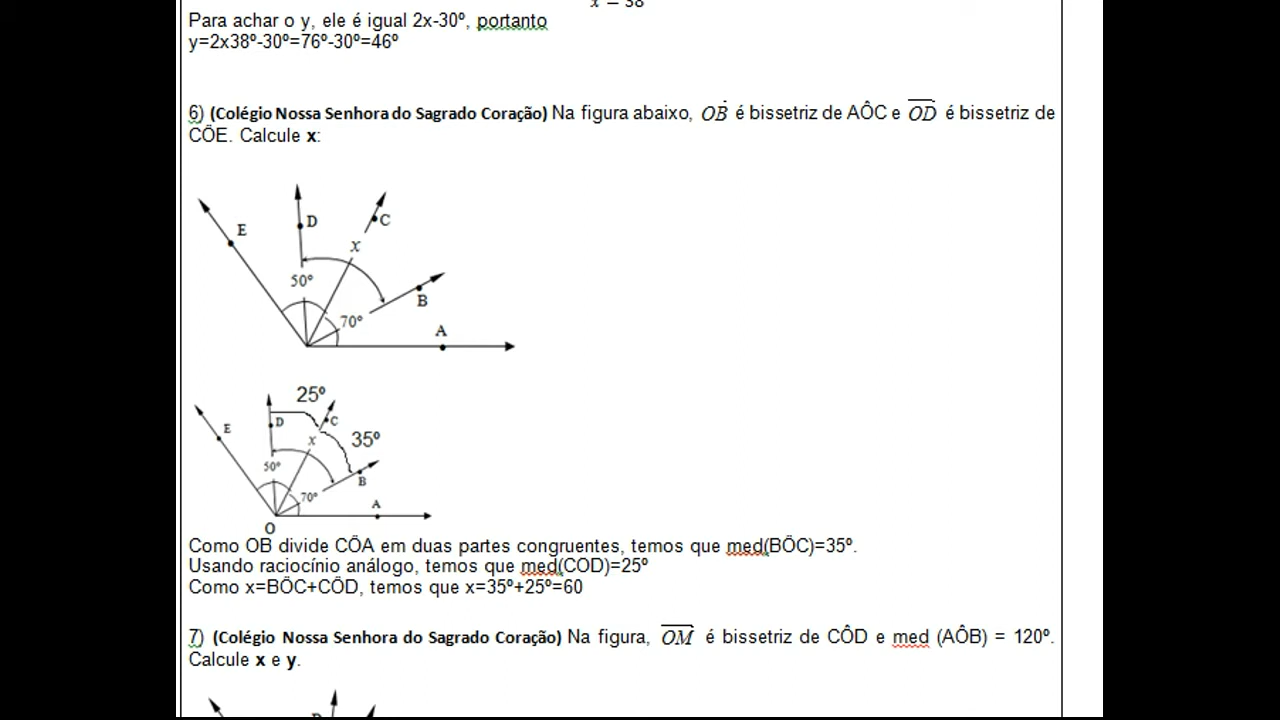 x = 38
Para achar o y, ele é igual 2x-30º, portanto
y=2x38º-30º=76º-30º=46º
6) (Colégio Nossa Senhora do Sagrado Coração) Na figura abaixo, OB é bissetriz de AÔC e OD é bissetriz de
CÔE. Calcule x:
E
D
C
x
50º
B
70º
A
25º
D
C
E
x
35º
50º
B
70º
A
O
Como OB divide CÔA em duas partes congruentes, temos que med(BÔC)=35º.
Usando raciocínio análogo, temos que med(COD)=25º
Como x=BÔC+CÔD, temos que x=35º+25º=60
7) (Colégio Nossa Senhora do Sagrado Coração) Na figura, OM é bissetriz de CÔD e med (AÔB) = 120º.
Calcule x e y.